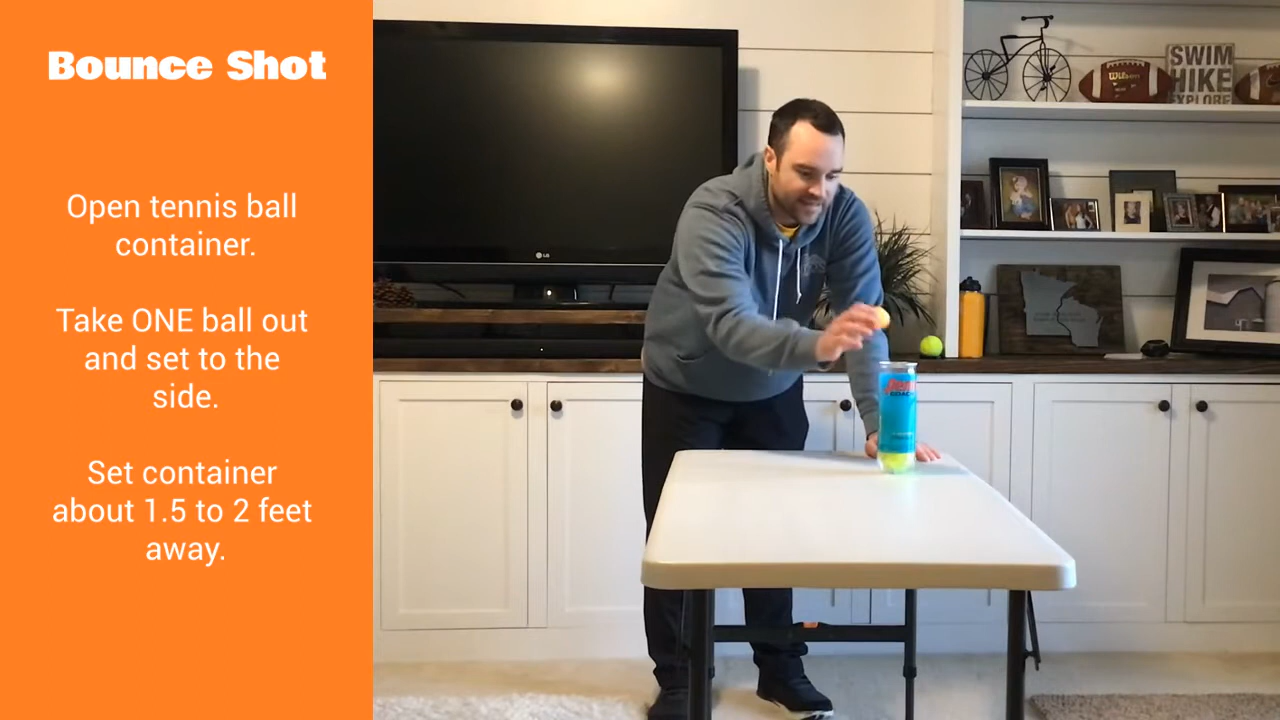 Bounce Shot
Open tennis ball
container.
Take ONE ball out
and set to the
side.
Set container
about 1.5 to 2 feet
away.
LG
Wilson
SWIM
HIKE
EXPLORE